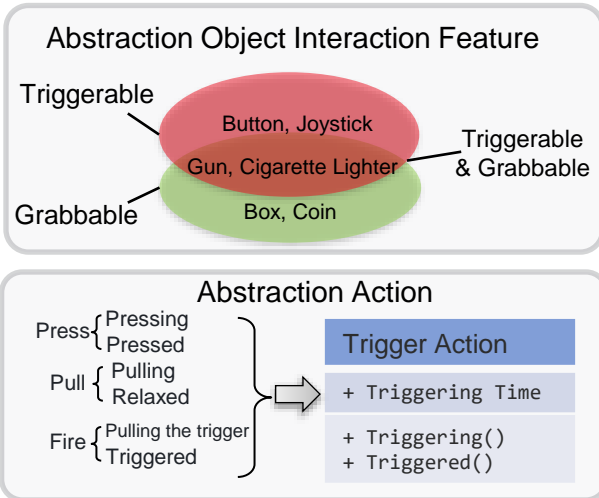 Abstraction Object Interaction Feature
Triggerable
Button, Joystick
Gun, Cigarette Lighter
Triggerable
& Grabbable
Grabbable
Box, Coin
Abstraction Action
Press
Pressing
Pressed
Pull
Pulling
Relaxed
Fire
Pulling the trigger
Triggered
Trigger Action
+ Triggering Time
+ Triggering()
+ Triggered()